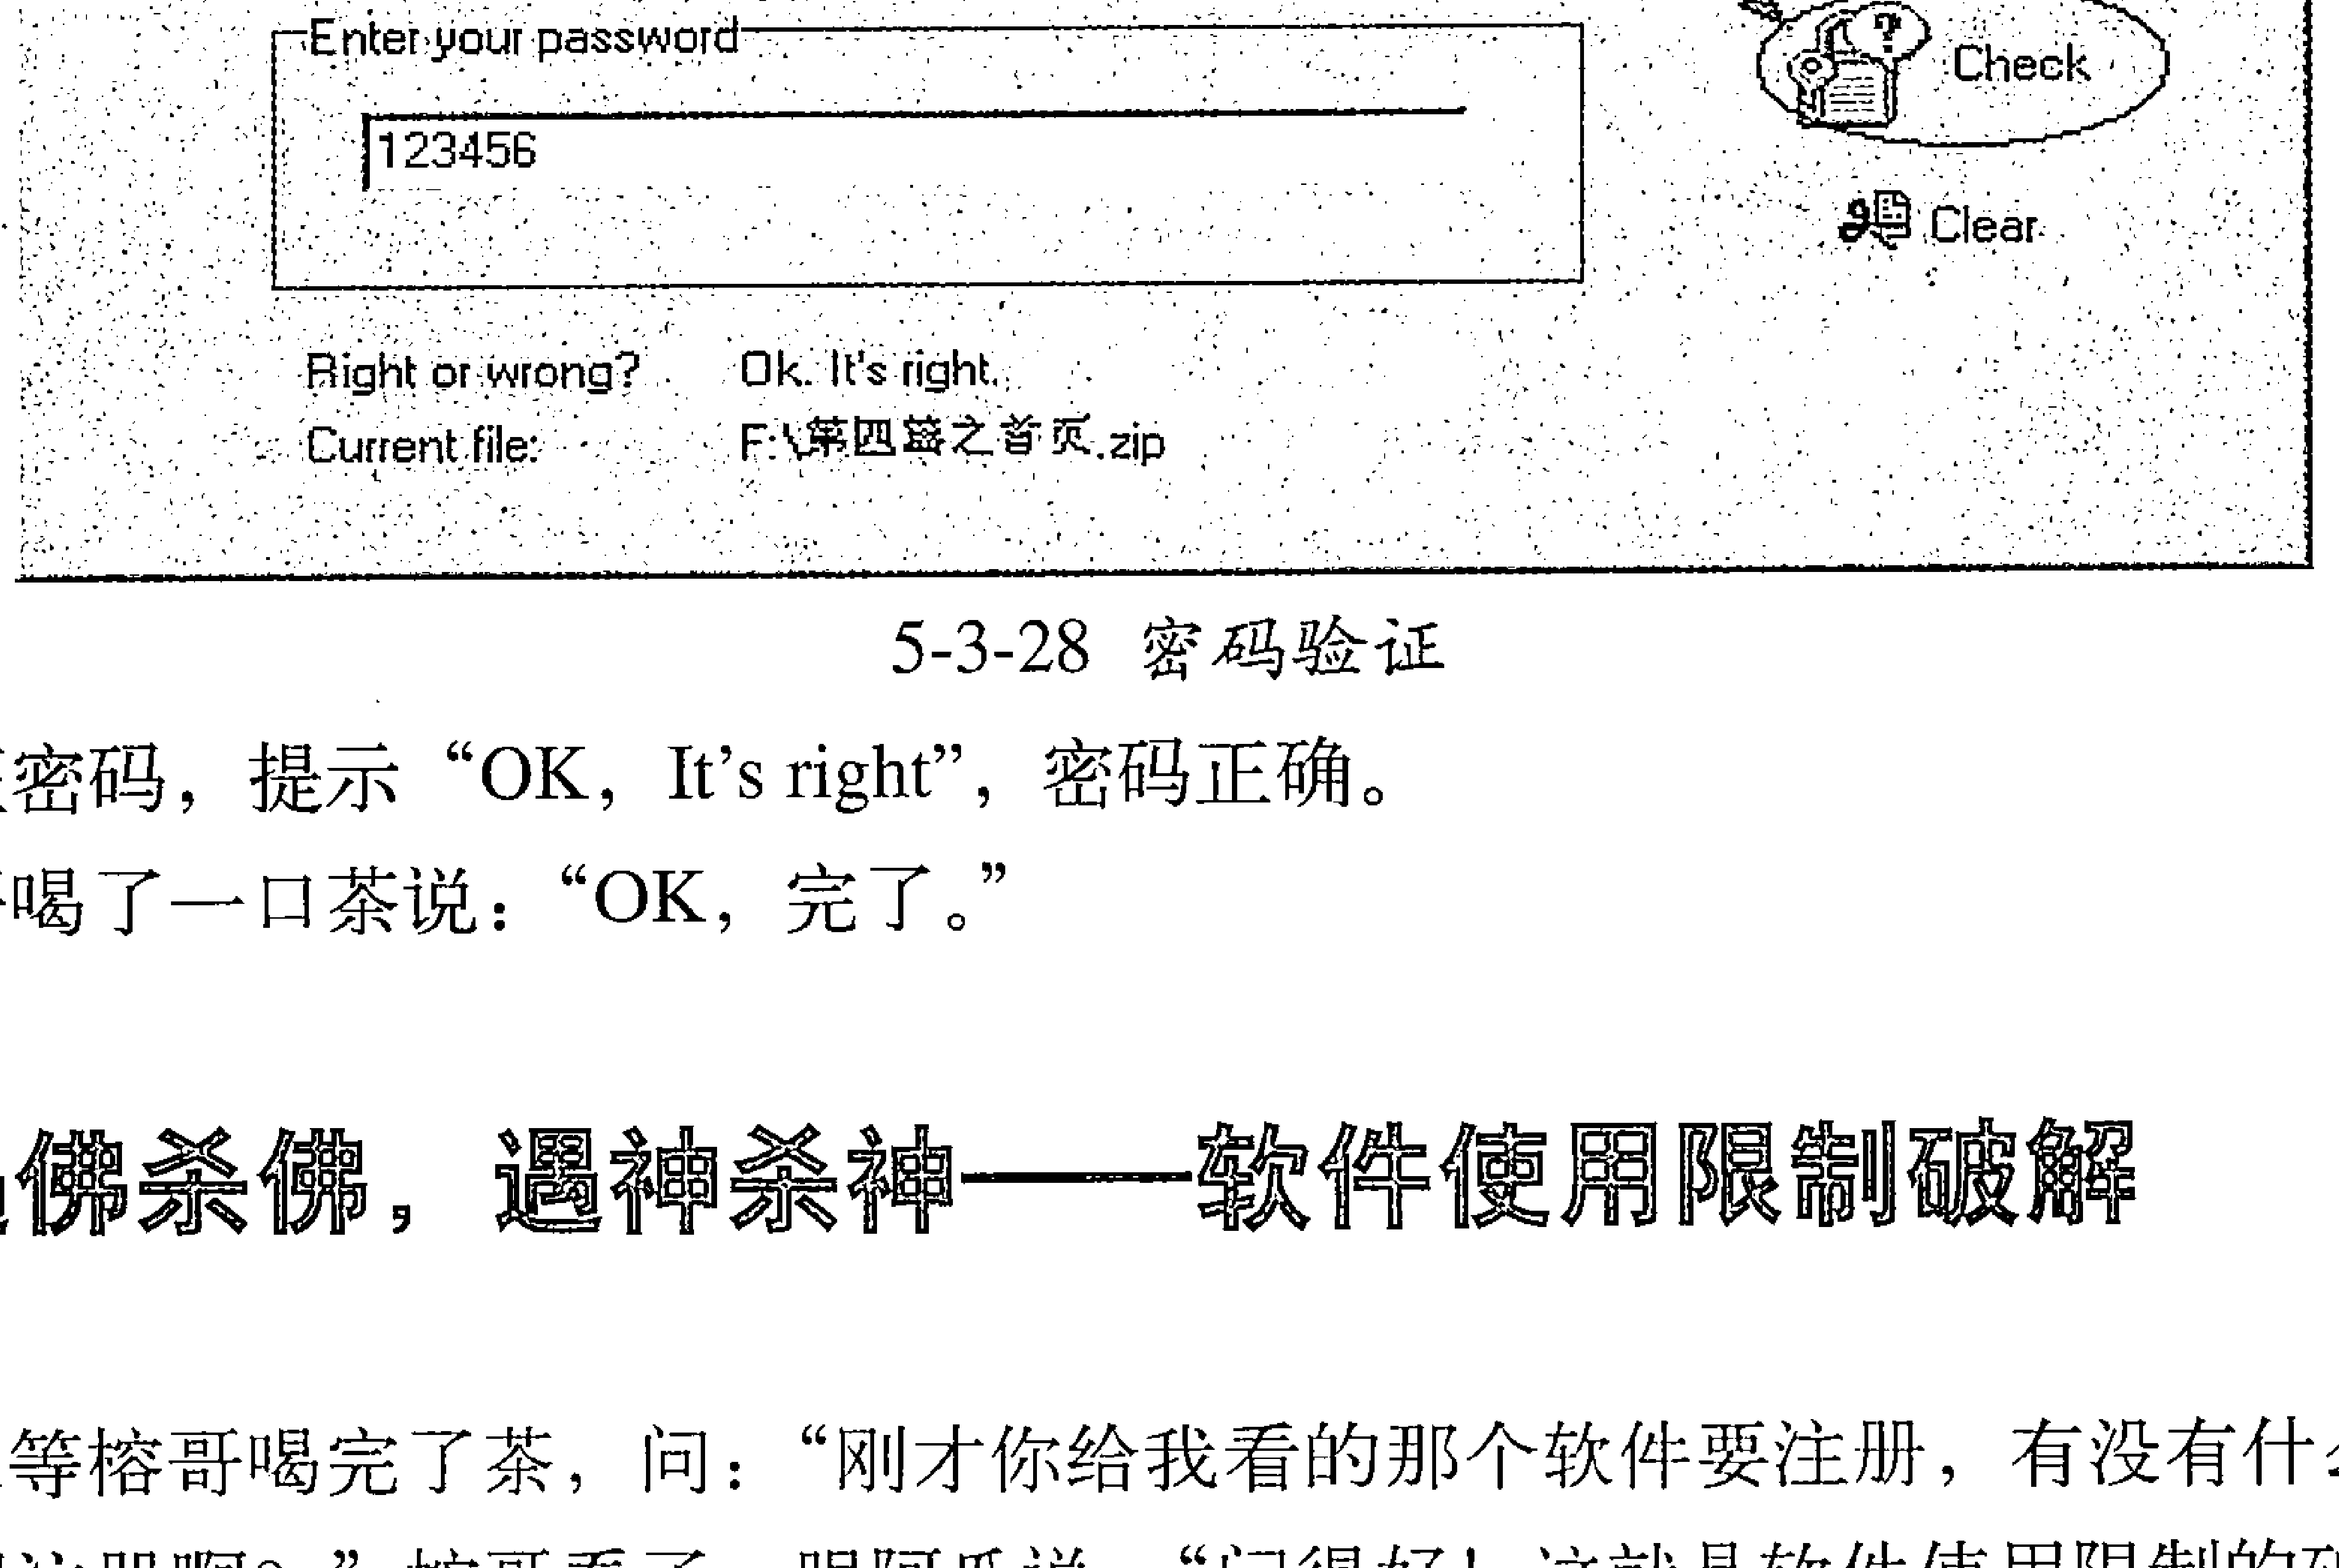 Enter your password
Check
123456
Clear
Right or wrong? Ok. It's right.
Current file: F:\第四益之首页.zip
5-3-28 密码验证
密码，提示“OK，It's right”，密码正确。
喝了一口茶说：“OK，完了。”
佛杀佛，遇神杀神——软件使用限制破解
等榕哥喝完了茶，问：“刚才你给我看的那个软件要注册，有没有什么